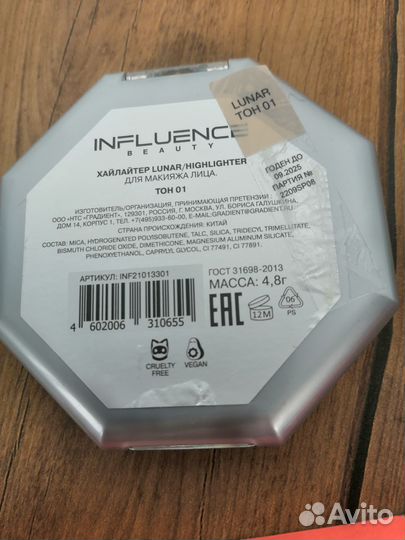 INFLUENCE
BEAUTY
LUNAR
ТОН 01
ХАЙЛАЙТЕР LUNAR/HIGHLIGHTER
ДЛЯ МАКИЯЖА ЛИЦА.
ТОН 01
ГОДЕН ДО
09.2025
ПАРТИЯ №
2209SP06
ИЗГОТОВИТЕЛЬ/ОРГАНИЗАЦИЯ, ПРИНИМАЮЩАЯ ПРЕТЕНЗИИ:
ООО «НТС «ГРАДИЕНТ», 129301, РОССИЯ, Г. МОСКВА, УЛ. БОРИСА ГАЛУШКИНА,
ДОМ 14, КОРПУС 1, ТЕЛ. +7(495)933-60-00, E-MAIL.GRADIENT@GRADIENT.RU
СТРАНА ПРОИСХОЖДЕНИЯ: КИТАЙ
СОСТАВ: MICA, HYDROGENATED POLYISOBUTENE, TALC, SILICA, TRIDECYL TRIMELLITATE,
BISMUTH CHLORIDE OXIDE, DIMETHICONE, MAGNESIUM ALUMINUM SILICATE,
PHENOXYETHANOL, CAPRYLYL GLYCOL, CI 77491, CI 77891.
АРТИКУЛ: INF21013301
4 602006 310655
ГОСТ 31698-2013
МАССА: 4,8г
EAC
12M
06
PS
CRUELTY
FREE
VEGAN
Avito